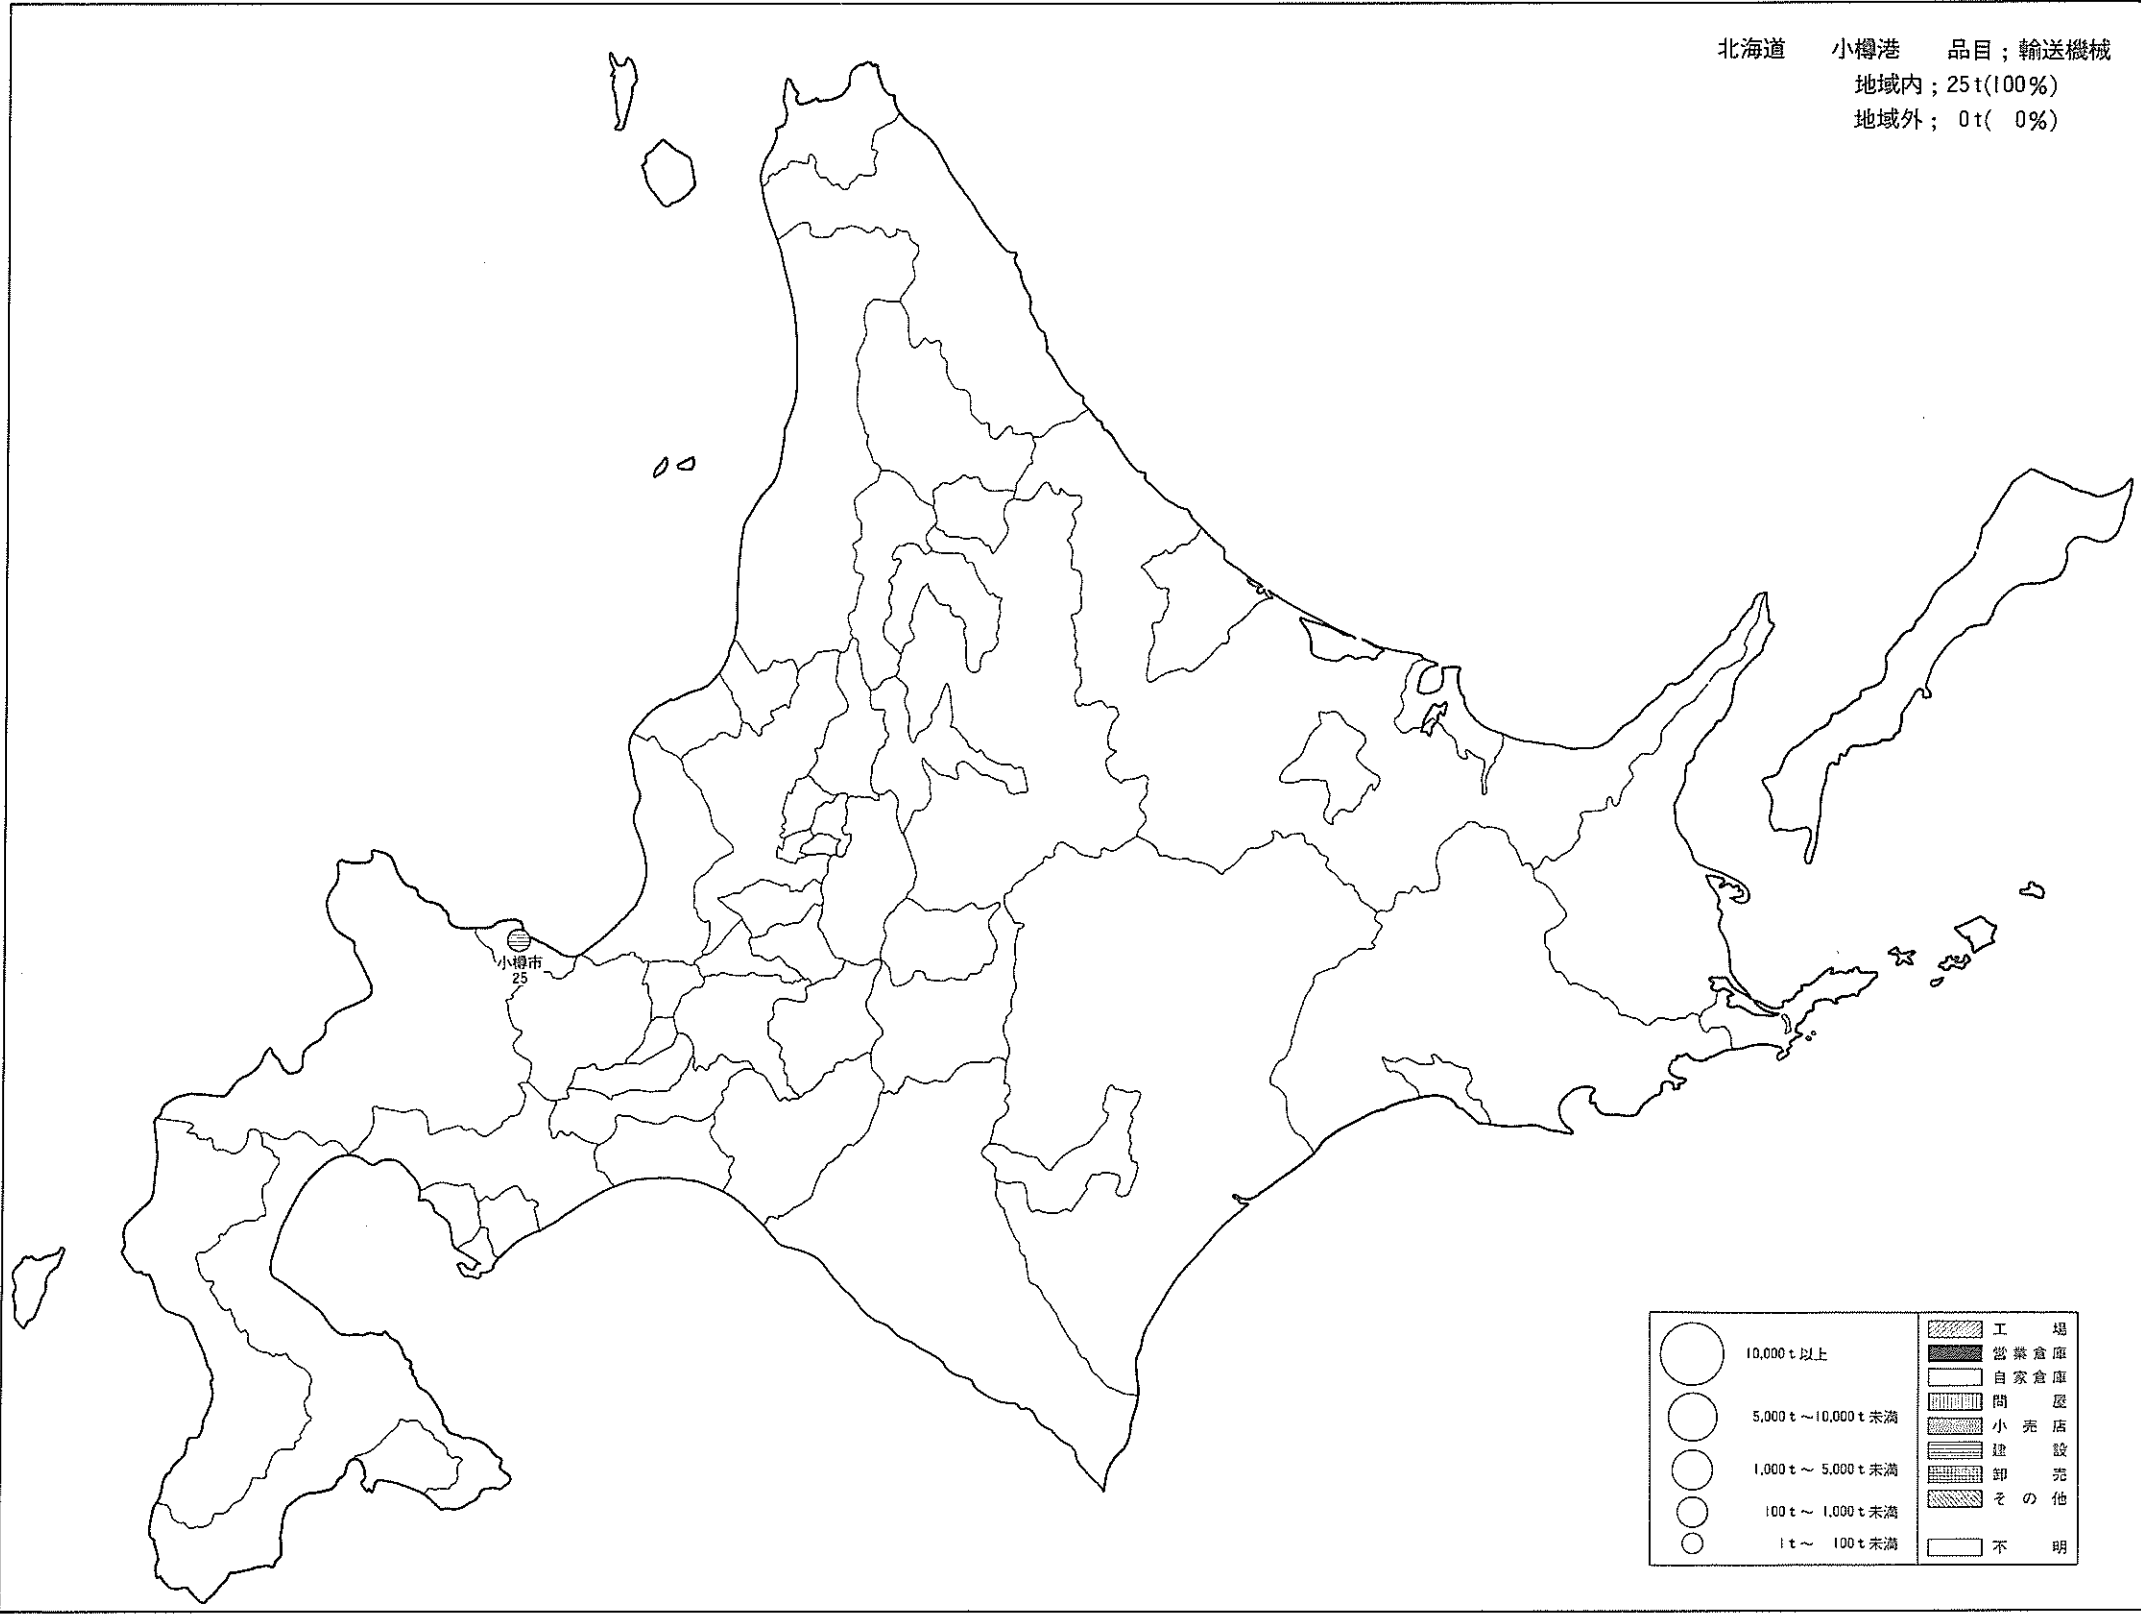 北海道 小樽港 品目；輸送機械
地域内；25t(100%)
地域外； 0t( 0%)
小樽市
25
10,000t以上
5,000t～10,000t未満
1,000t～5,000t未満
100t～1,000t未満
1t～ 100t未満
工場
営業倉庫
自家倉庫
問屋
小売店
建設
卸売
その他
不明